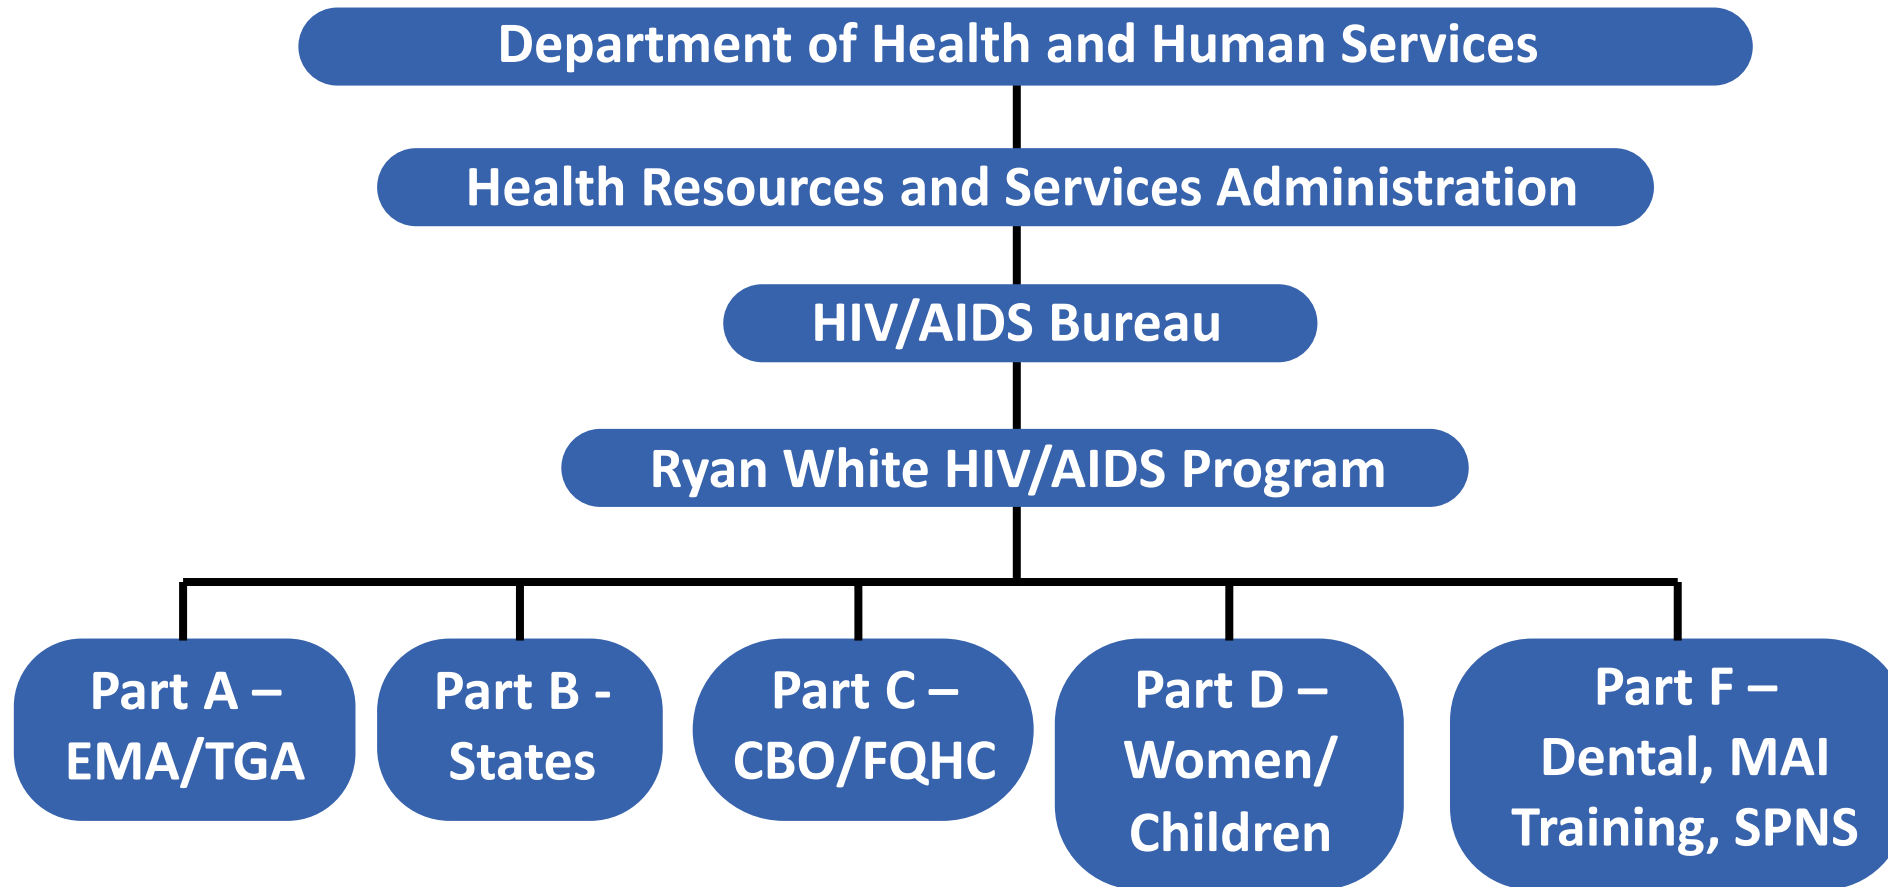 Department of Health and Human Services
Health Resources and Services Administration
HIV/AIDS Bureau
Ryan White HIV/AIDS Program
Part A –
EMA/TGA
Part B -
States
Part C –
CBO/FQHC
Part D –
Women/
Children
Part F –
Dental, MAI
Training, SPNS